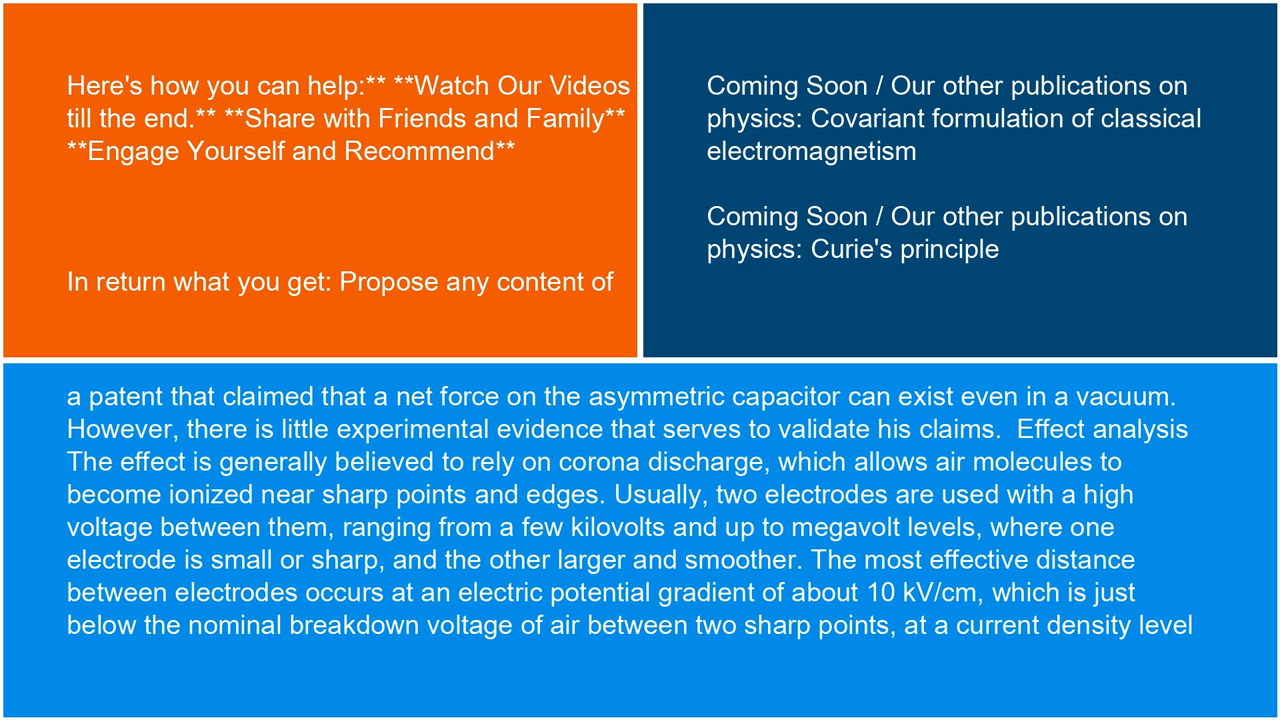 Here's how you can help:** **Watch Our Videos
till the end.** **Share with Friends and Family**
**Engage Yourself and Recommend**
In return what you get: Propose any content of
Coming Soon / Our other publications on
physics: Covariant formulation of classical
electromagnetism
Coming Soon / Our other publications on
physics: Curie's principle
a patent that claimed that a net force on the asymmetric capacitor can exist even in a vacuum.
However, there is little experimental evidence that serves to validate his claims.  Effect analysis
The effect is generally believed to rely on corona discharge, which allows air molecules to
become ionized near sharp points and edges. Usually, two electrodes are used with a high
voltage between them, ranging from a few kilovolts and up to megavolt levels, where one
electrode is small or sharp, and the other larger and smoother. The most effective distance
between electrodes occurs at an electric potential gradient of about 10 kV/cm, which is just
below the nominal breakdown voltage of air between two sharp points, at a current density level